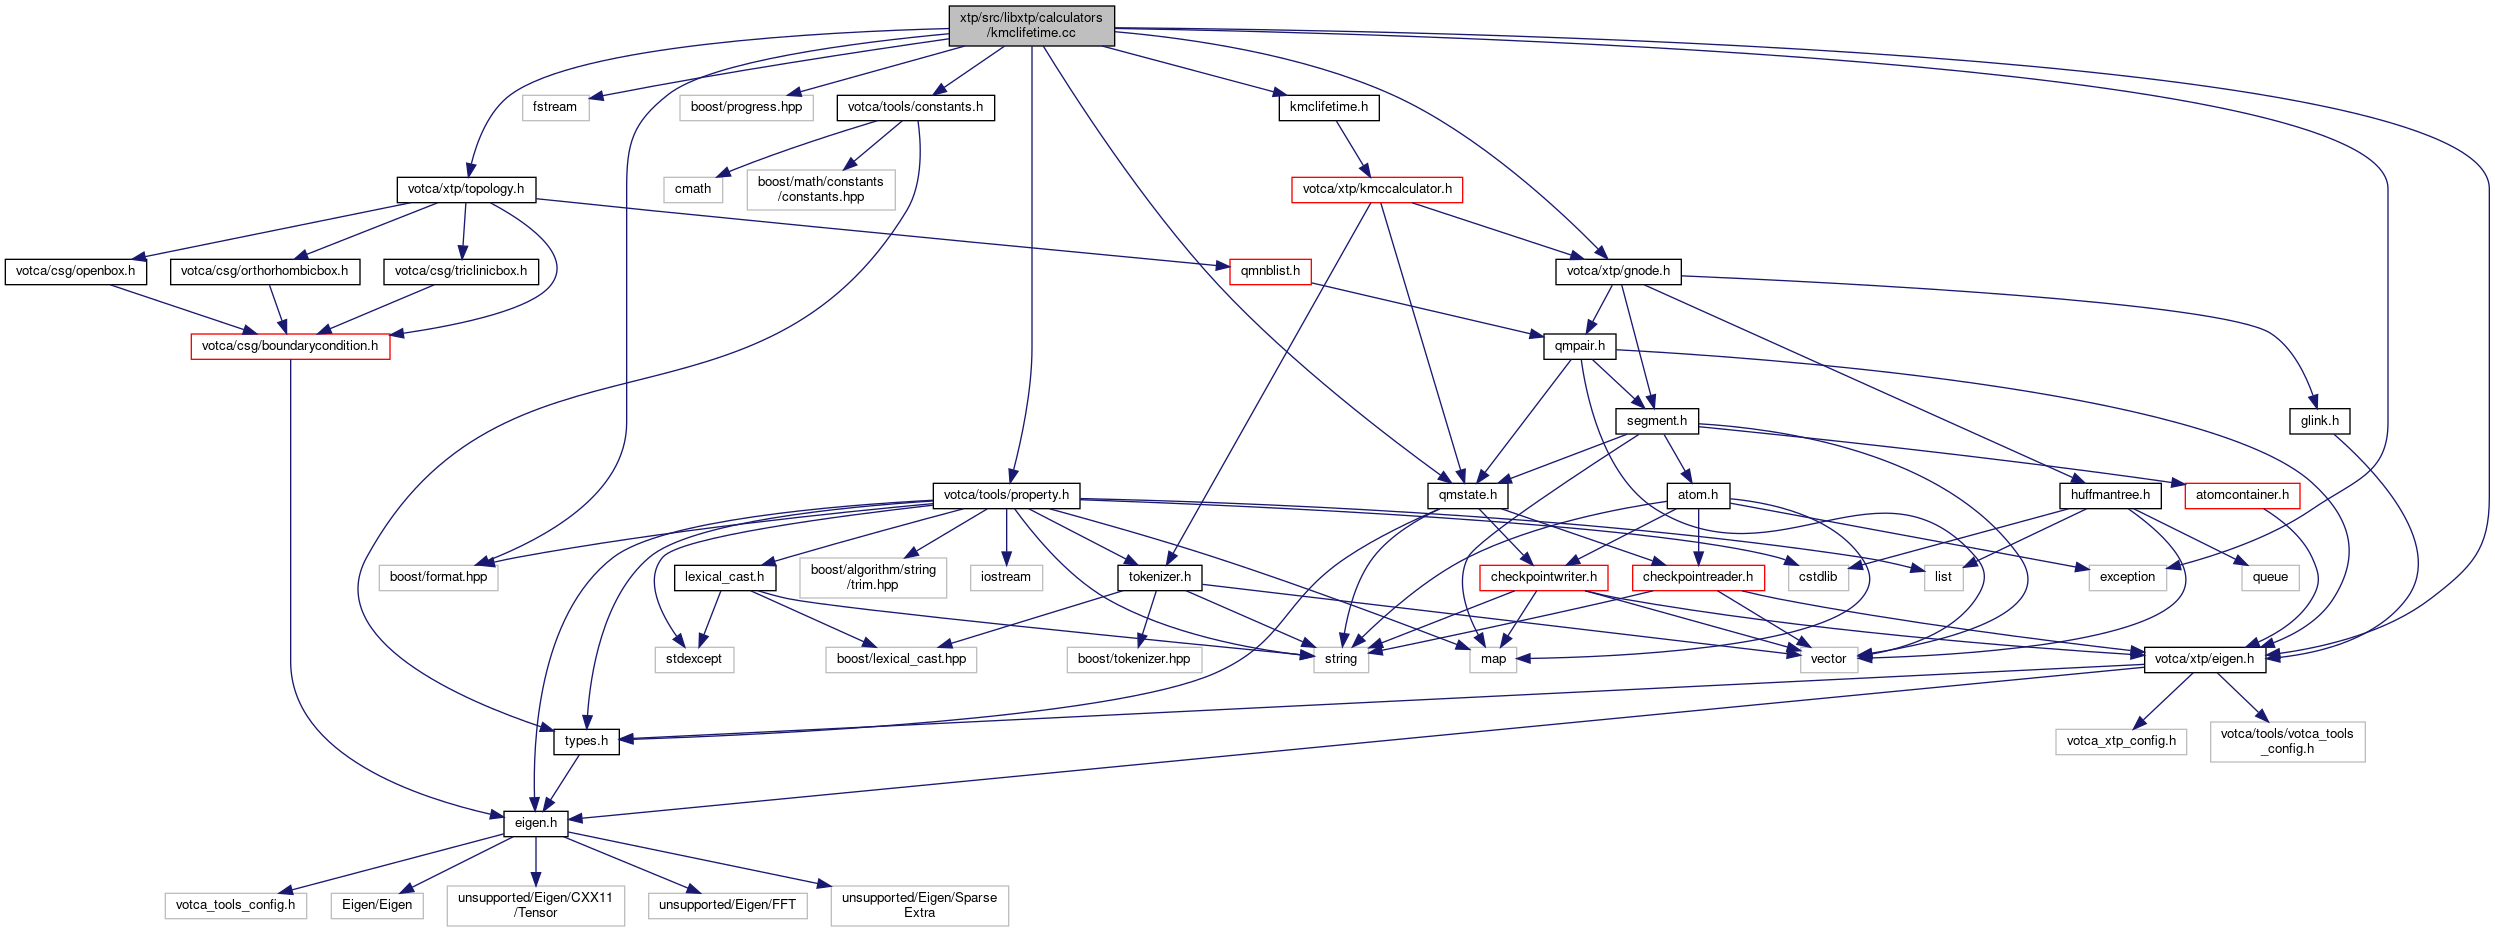 xtp/src/libxtp/calculators
/kmclifetime.cc
fstream
boost/progress.hpp
votca/tools/constants.h
kmclifetime.h
votca/xtp/topology.h
cmath
boost/math/constants
/constants.hpp
votca/xtp/kmccalculator.h
votca/csg/openbox.h
votca/csg/orthorhombicbox.h
votca/csg/triclinicbox.h
qmnblist.h
votca/xtp/gnode.h
votca/csg/boundarycondition.h
qmpair.h
segment.h
glink.h
votca/tools/property.h
qmstate.h
atom.h
huffmantree.h
atomcontainer.h
boost/format.hpp
lexical_cast.h
boost/algorithm/string
/trim.hpp
iostream
tokenizer.h
checkpointwriter.h
checkpointreader.h
cstdlib
list
exception
queue
stdexcept
boost/lexical_cast.hpp
boost/tokenizer.hpp
string
map
vector
votca/xtp/eigen.h
types.h
votca_xtp_config.h
votca/tools/votca_tools
_config.h
eigen.h
votca_tools_config.h
Eigen/Eigen
unsupported/Eigen/CXX11
/Tensor
unsupported/Eigen/FFT
unsupported/Eigen/Sparse
Extra